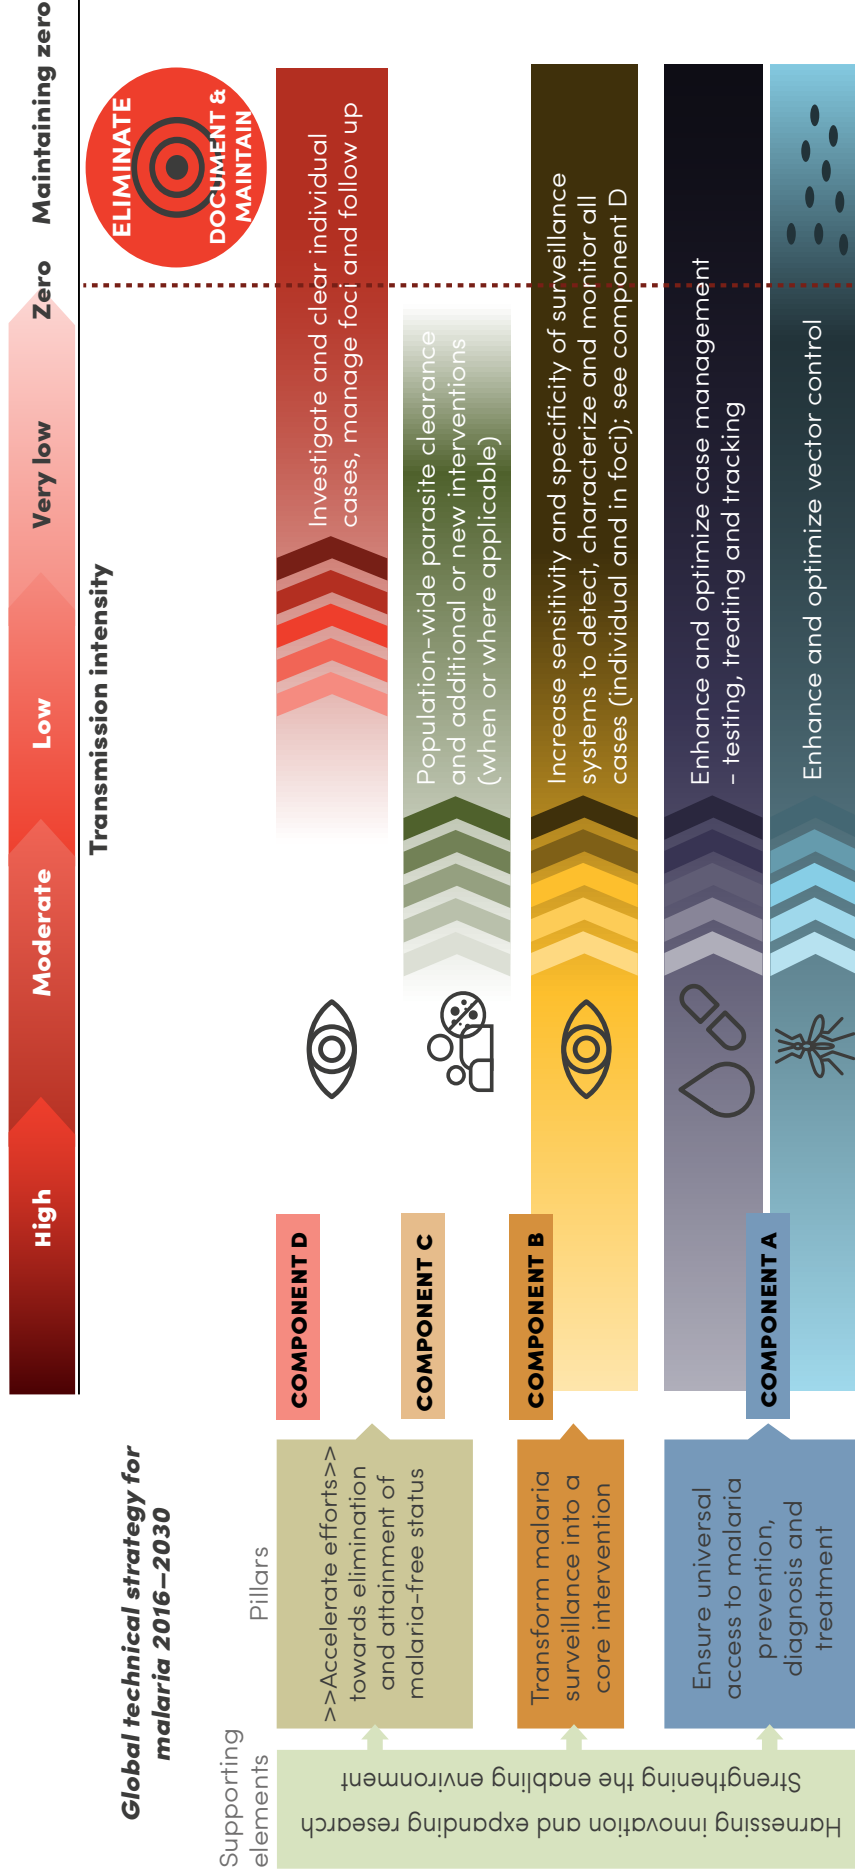 High
Moderate
Low
Very low
Zero
Maintaining zero
Transmission intensity
Global technical strategy for
malaria 2016–2030
ELIMINATE
DOCUMENT &
MAINTAIN
Supporting
elements
Pillars
Harnessing innovation and expanding research
Strengthening the enabling environment
>>Accelerate efforts>>
towards elimination
and attainment of
malaria-free status
COMPONENT D
Investigate and clear individual
cases, manage foci and follow up
COMPONENT C
Population-wide parasite clearance
and additional or new interventions
(when or where applicable)
Transform malaria
surveillance into a
core intervention
COMPONENT B
Increase sensitivity and specificity of surveillance
systems to detect, characterize and monitor all
cases (individual and in foci); see component D
Ensure universal
access to malaria
prevention,
diagnosis and
treatment
COMPONENT A
Enhance and optimize case management
– testing, treating and tracking
Enhance and optimize vector control